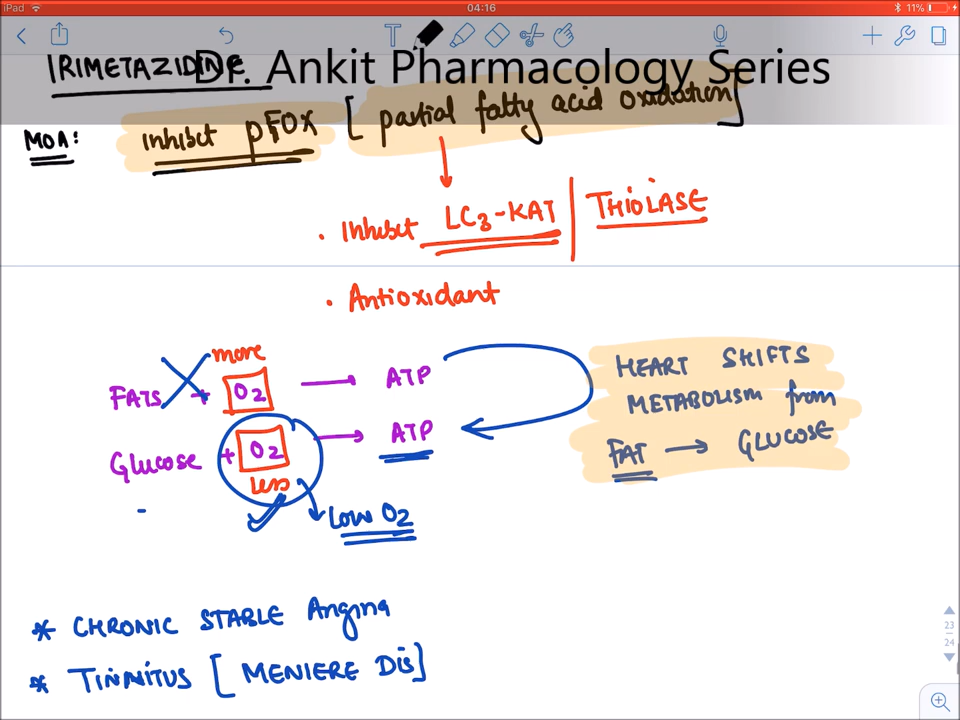 iPad 04:16 11%
Dr. Ankit Pharmacology Series
TRIMETAZIDINE
MOA: Inhibit pFOX [partial fatty acid oxidation]
• Inhibit LC3-KAT | THIOLASE
• Antioxidant
more
FATS + O2 → ATP
HEART SHIFTS
METABOLISM from
FAT → GLUCOSE
Glucose + O2 → ATP
Less
Low O2
* CHRONIC STABLE Angina
* TINNITUS [MENIERE DIS]
23
24